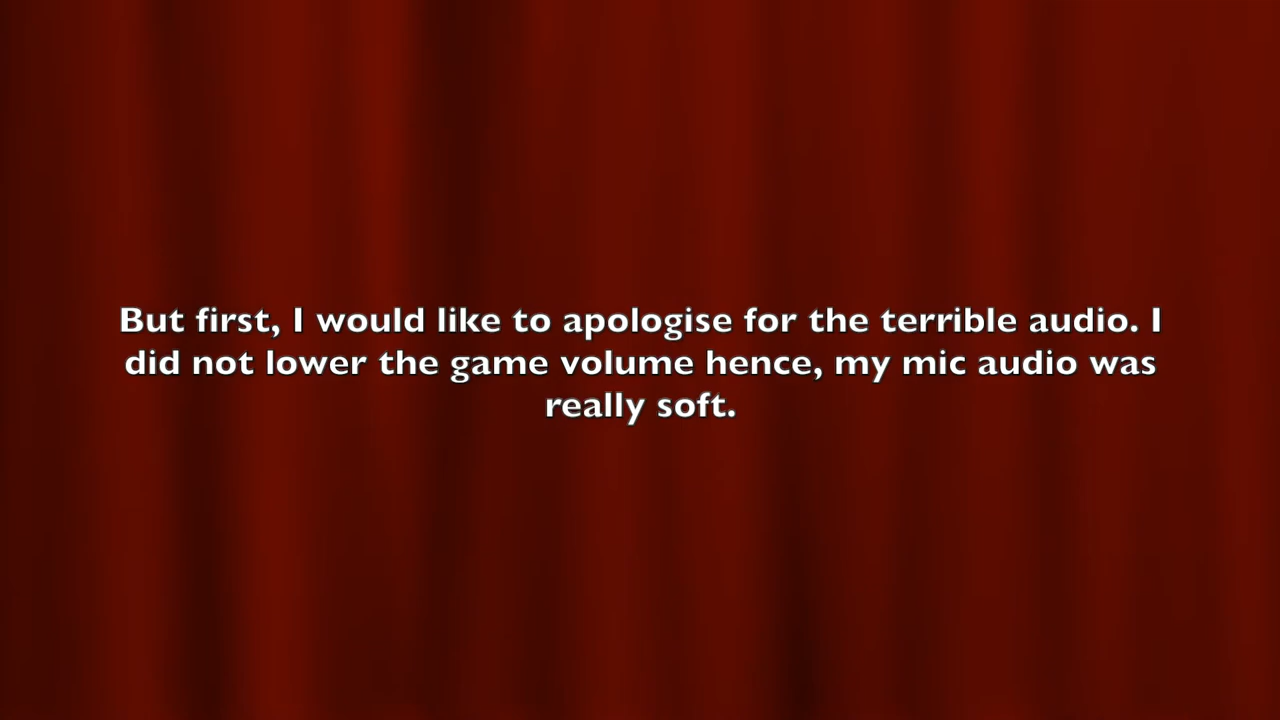 But first, I would like to apologise for the terrible audio. I
did not lower the game volume hence, my mic audio was
really soft.